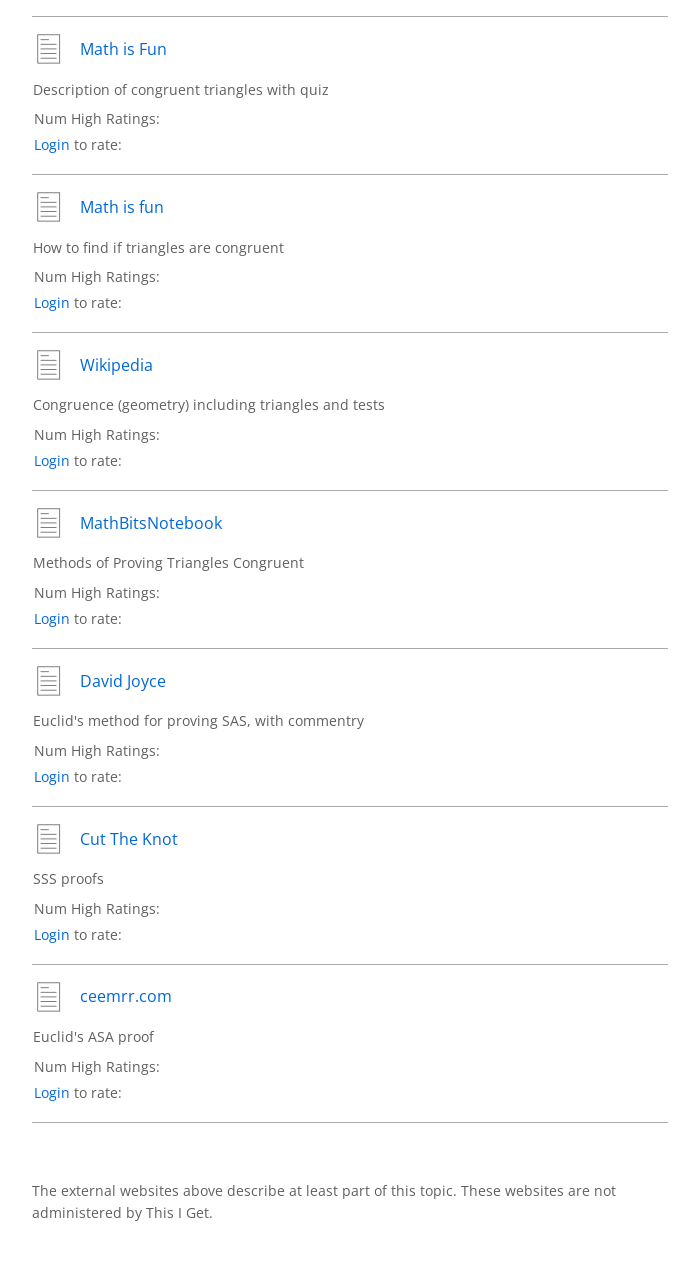 Math is Fun
Description of congruent triangles with quiz
Num High Ratings:
Login to rate:
Math is fun
How to find if triangles are congruent
Num High Ratings:
Login to rate:
Wikipedia
Congruence (geometry) including triangles and tests
Num High Ratings:
Login to rate:
MathBitsNotebook
Methods of Proving Triangles Congruent
Num High Ratings:
Login to rate:
David Joyce
Euclid's method for proving SAS, with commentry
Num High Ratings:
Login to rate:
Cut The Knot
SSS proofs
Num High Ratings:
Login to rate:
ceemrr.com
Euclid's ASA proof
Num High Ratings:
Login to rate:
The external websites above describe at least part of this topic. These websites are not
administered by This I Get.